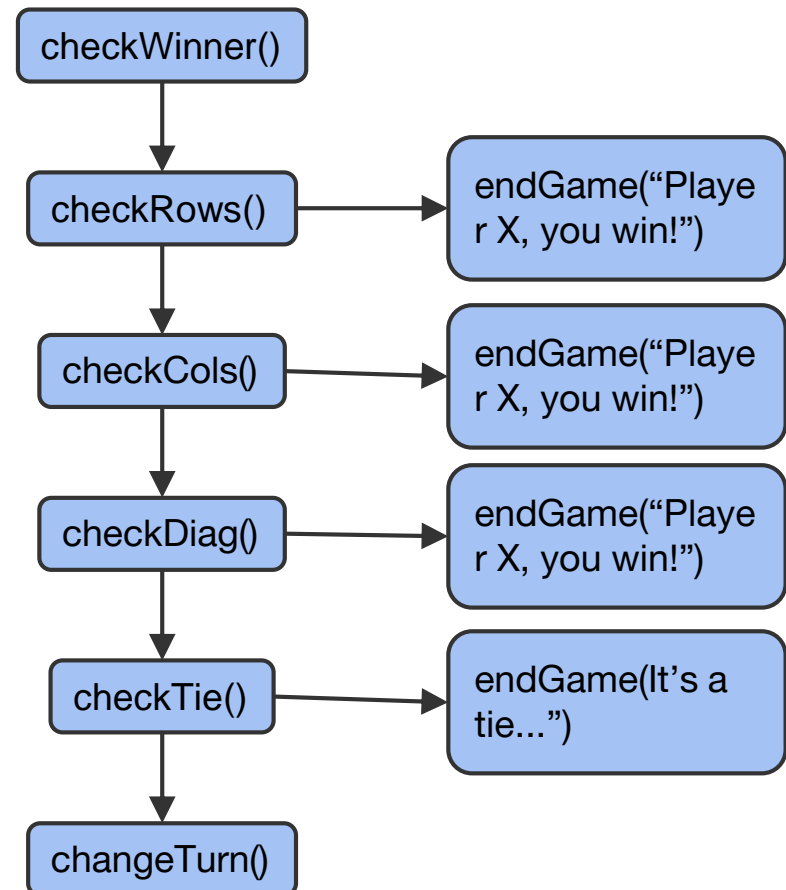 checkWinner()
checkRows()
endGame(“Playe
r X, you win!”)
checkCols()
endGame(“Playe
r X, you win!”)
checkDiag()
endGame(“Playe
r X, you win!”)
checkTie()
endGame(It’s a
tie...”)
changeTurn()